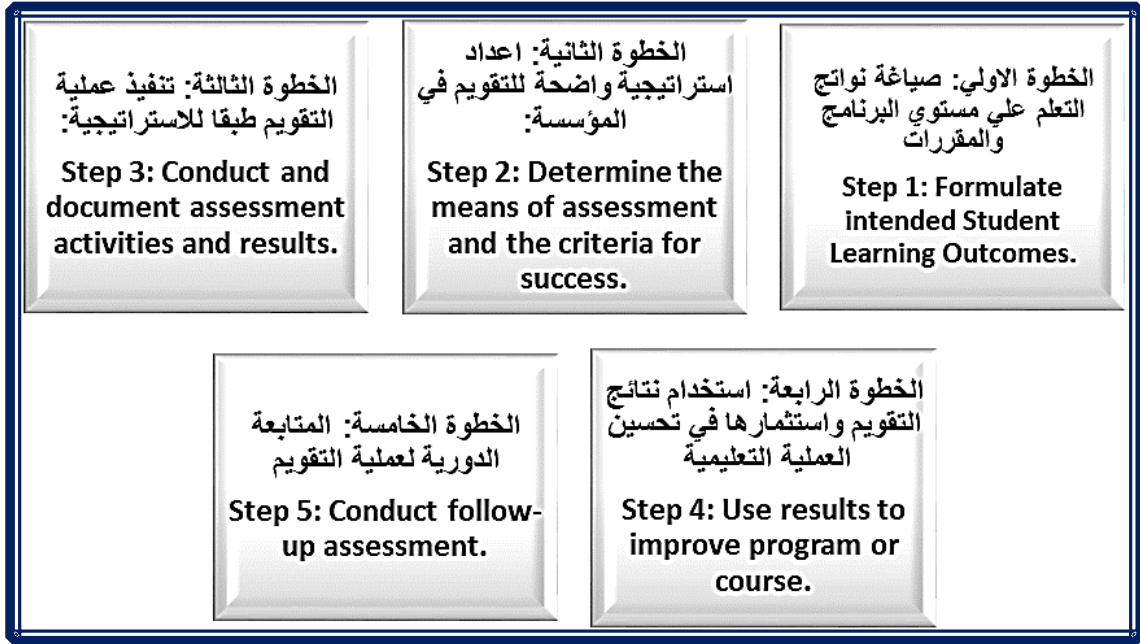 الخطوة الاولي: صياغة نواتج
التعلم علي مستوي البرنامج
والمقررات
Step 1: Formulate
intended Student
Learning Outcomes.
الخطوة الثانية: اعداد
استراتيجية واضحة للتقويم في
المؤسسة:
Step 2: Determine the
means of assessment
and the criteria for
success.
الخطوة الثالثة: تنفيذ عملية
التقويم طبقا للاستراتيجية:
Step 3: Conduct and
document assessment
activities and results.
الخطوة الرابعة: استخدام نتائج
التقويم واستثمارها في تحسين
العملية التعليمية
Step 4: Use results to
improve program or
course.
الخطوة الخامسة: المتابعة
الدورية لعملية التقويم
Step 5: Conduct follow-
up assessment.